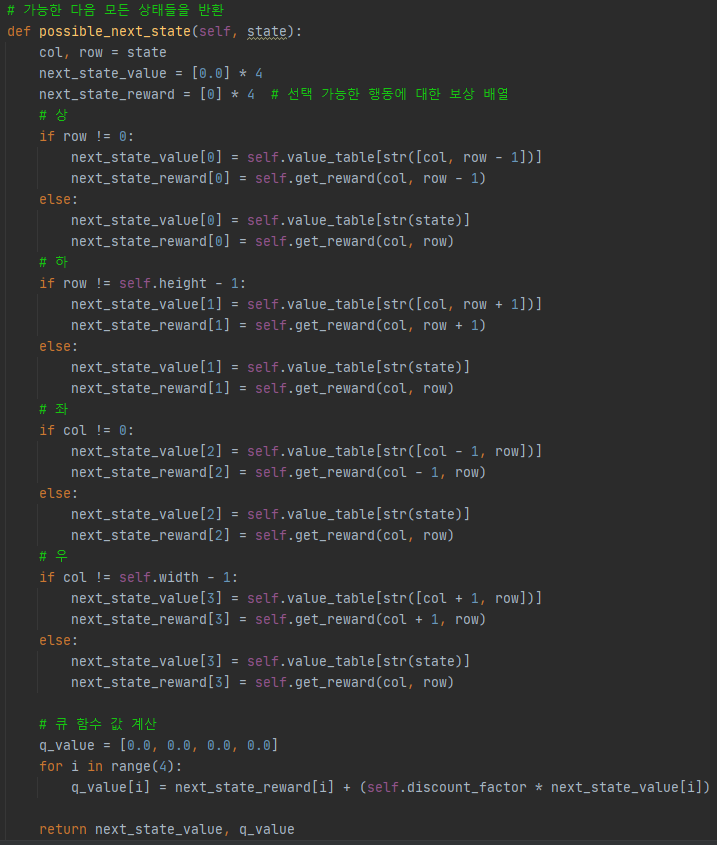 # 가능한 다음 모든 상태들을 반환
def possible_next_state(self, state):
    col, row = state
    next_state_value = [0.0] * 4
    next_state_reward = [0] * 4  # 선택 가능한 행동에 대한 보상 배열
    # 상
    if row != 0:
        next_state_value[0] = self.value_table[str([col, row - 1])]
        next_state_reward[0] = self.get_reward(col, row - 1)
    else:
        next_state_value[0] = self.value_table[str(state)]
        next_state_reward[0] = self.get_reward(col, row)
    # 하
    if row != self.height - 1:
        next_state_value[1] = self.value_table[str([col, row + 1])]
        next_state_reward[1] = self.get_reward(col, row + 1)
    else:
        next_state_value[1] = self.value_table[str(state)]
        next_state_reward[1] = self.get_reward(col, row)
    # 좌
    if col != 0:
        next_state_value[2] = self.value_table[str([col - 1, row])]
        next_state_reward[2] = self.get_reward(col - 1, row)
    else:
        next_state_value[2] = self.value_table[str(state)]
        next_state_reward[2] = self.get_reward(col, row)
    # 우
    if col != self.width - 1:
        next_state_value[3] = self.value_table[str([col + 1, row])]
        next_state_reward[3] = self.get_reward(col + 1, row)
    else:
        next_state_value[3] = self.value_table[str(state)]
        next_state_reward[3] = self.get_reward(col, row)

    # 큐 함수 값 계산
    q_value = [0.0, 0.0, 0.0, 0.0]
    for i in range(4):
        q_value[i] = next_state_reward[i] + (self.discount_factor * next_state_value[i])

    return next_state_value, q_value